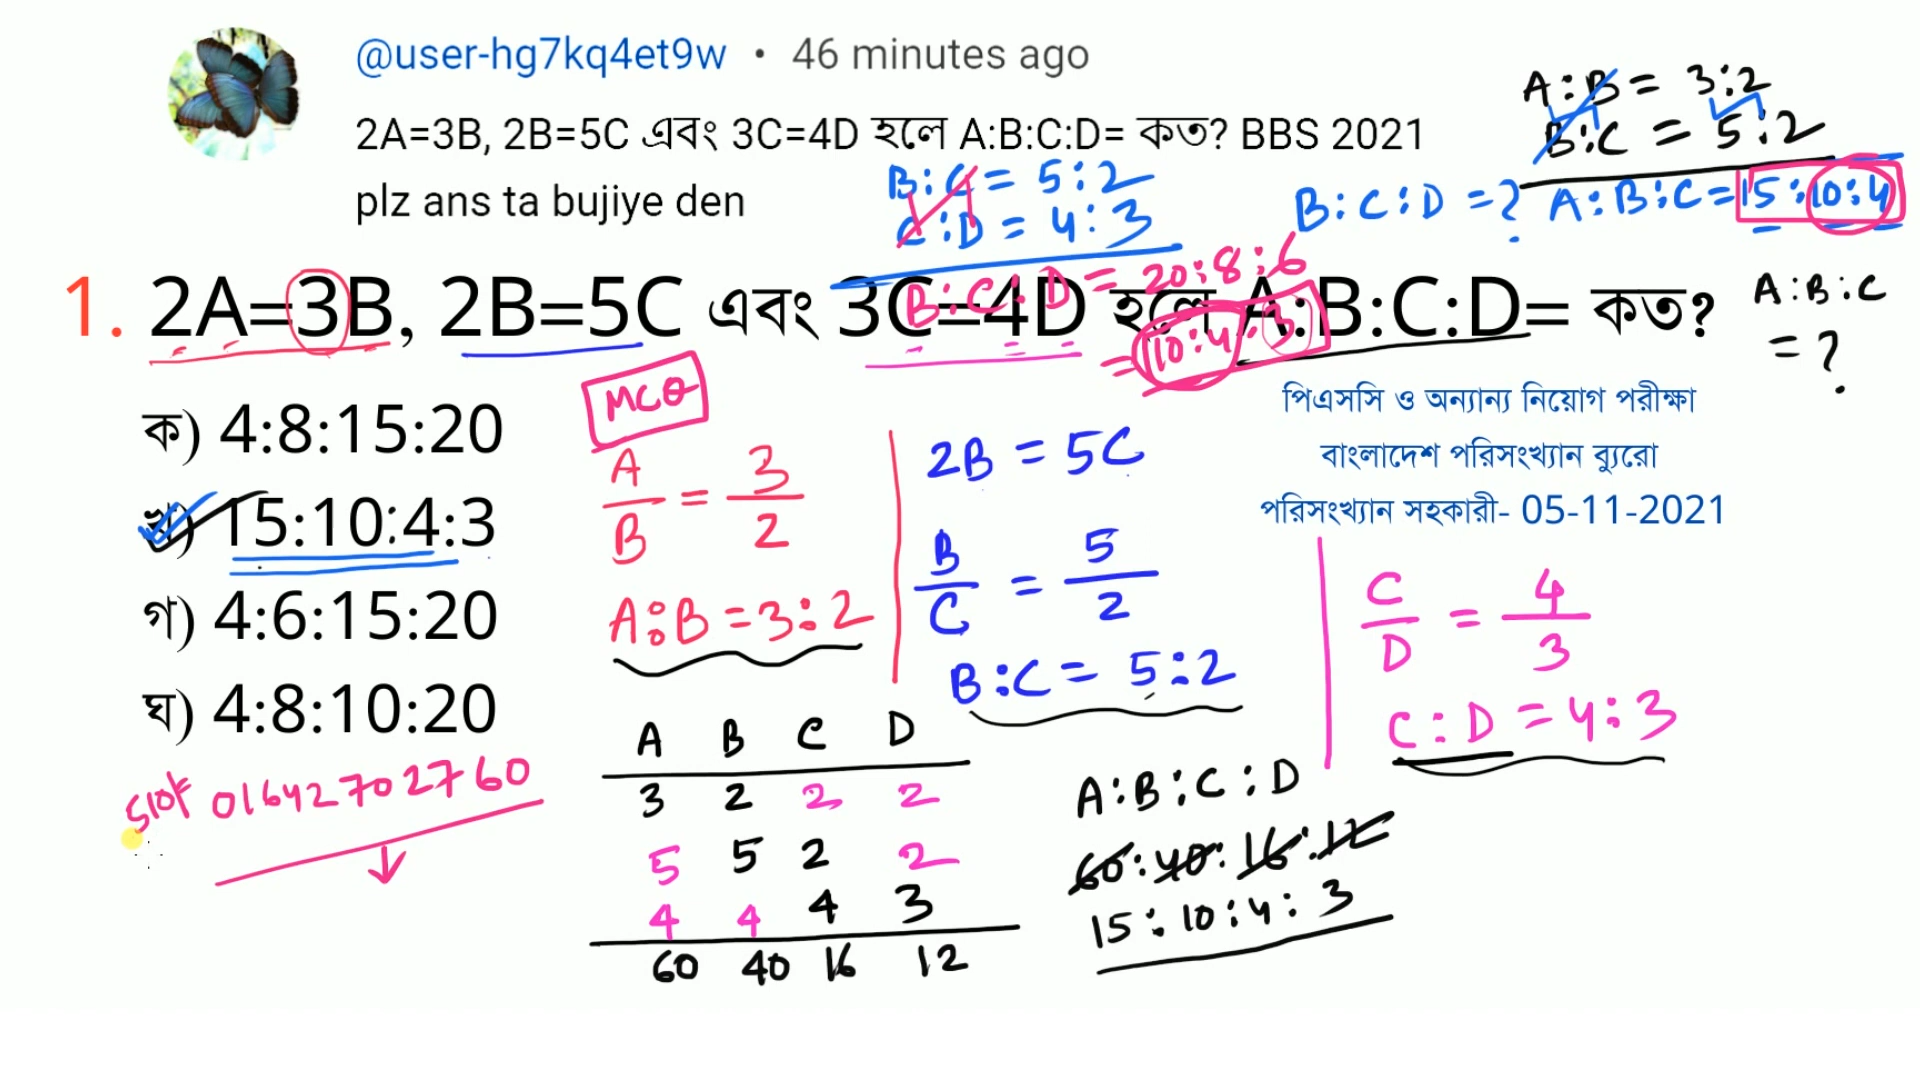 @user-hg7kq4et9w • 46 minutes ago
2A=3B, 2B=5C এবং 3C=4D হলে A:B:C:D= কত? BBS 2021
plz ans ta bujiye den
A:B = 3:2
B:C = 5:2
A:B:C=15:10:4
B:C = 5:2
C:D = 4:3
B:C:D = 20:8:6
= 10:4:3
B:C:D =?
1. 2A=3B, 2B=5C এবং 3C=4D হলে A:B:C:D= কত?
A:B:C
= ?
পিএসসি ও অন্যান্য নিয়োগ পরীক্ষা
বাংলাদেশ পরিসংখ্যান ব্যুরো
পরিসংখ্যান সহকারী- 05-11-2021
ক) 4:8:15:20
খ) 15:10:4:3
গ) 4:6:15:20
ঘ) 4:8:10:20
01642702760
MCQ
A/B = 3/2
A:B=3:2
2B = 5C
B/C = 5/2
B:C= 5:2
C/D = 4/3
C:D=4:3
A B C D
3 2 2 2
5 5 2 2
4 4 4 3
60 40 16 12
A:B:C:D
60:40:16:12
15:10:4:3